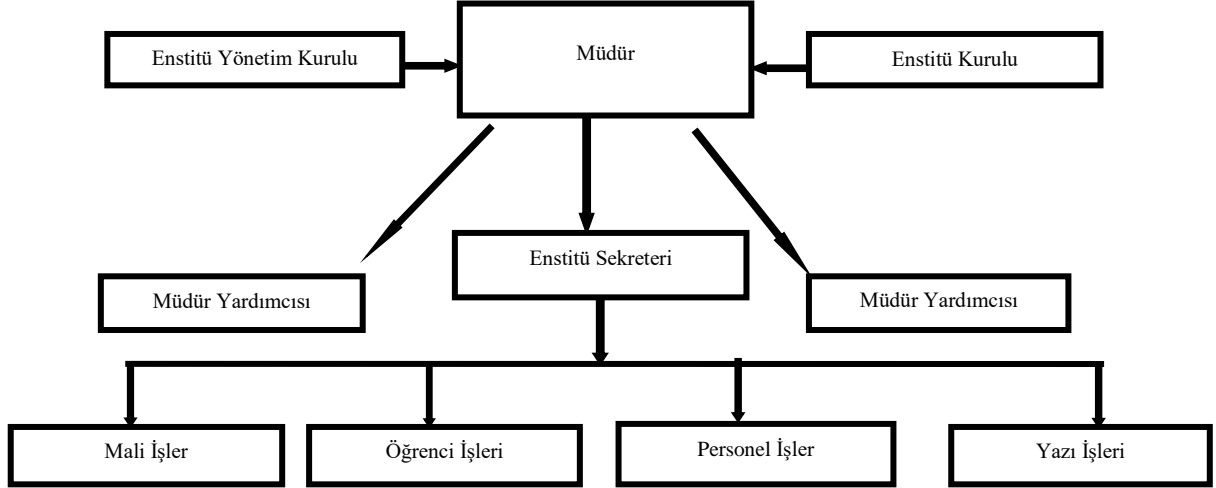 Enstitü Yönetim Kurulu
Müdür
Enstitü Kurulu
Müdür Yardımcısı
Enstitü Sekreteri
Müdür Yardımcısı
Mali İşler
Öğrenci İşleri
Personel İşler
Yazı İşleri